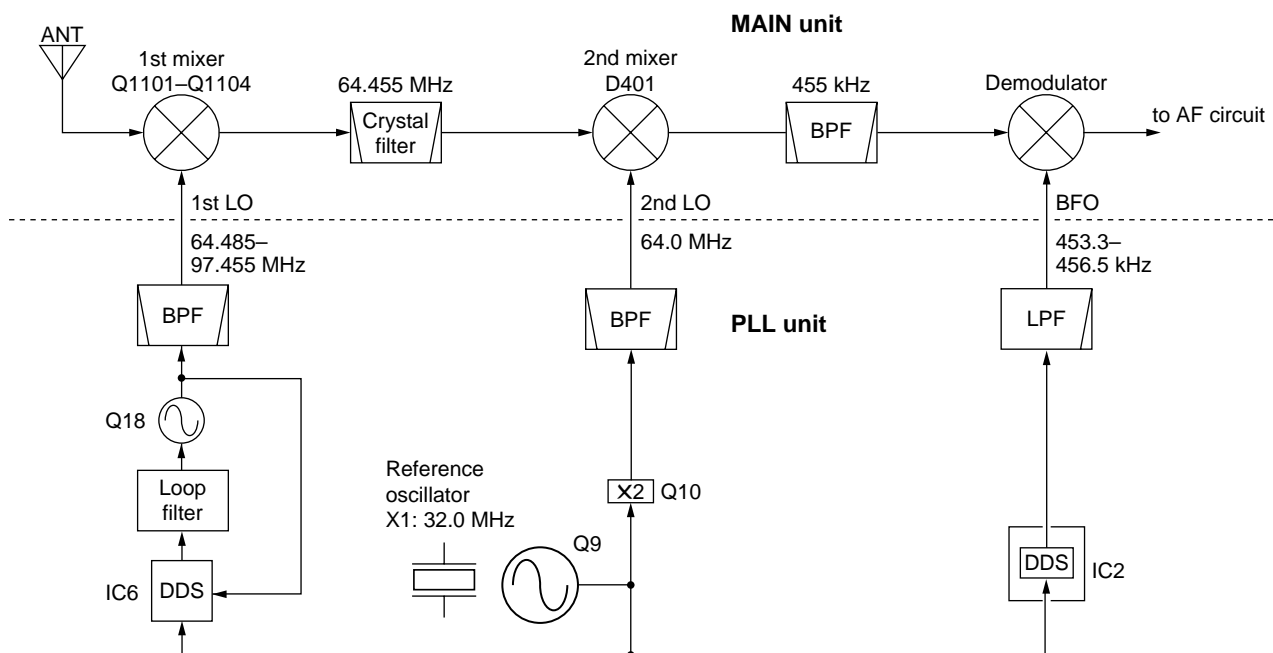 MAIN unit
ANT
1st mixer
Q1101–Q1104
64.455 MHz
Crystal
filter
2nd mixer
D401
455 kHz
BPF
Demodulator
to AF circuit
1st LO
2nd LO
BFO
64.485–
97.455 MHz
64.0 MHz
453.3–
456.5 kHz
BPF
BPF
PLL unit
LPF
Q18
Loop
filter
Reference
oscillator
X1: 32.0 MHz
X2
Q10
Q9
IC6
DDS
DDS
IC2